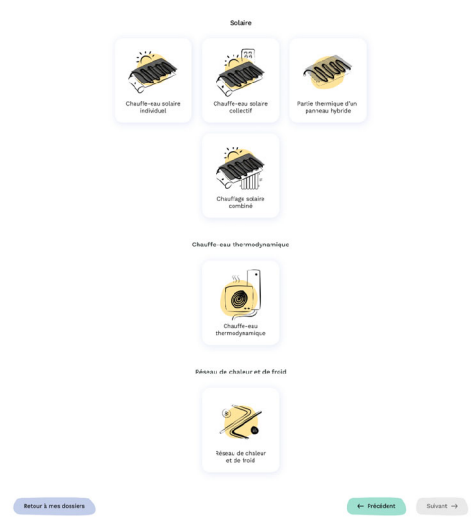 Solaire
Chauffe-eau solaire
individuel
Chauffe-eau solaire
collectif
Partie thermique d'un
panneau hybride
Chauffage solaire
combiné
Chauffe-eau thermodynamique
Chauffe-eau
thermodynamique
Réseau de chaleur et de froid
Réseau de chaleur
et de froid
Retour à mes dossiers
← Précédent
Suivant →